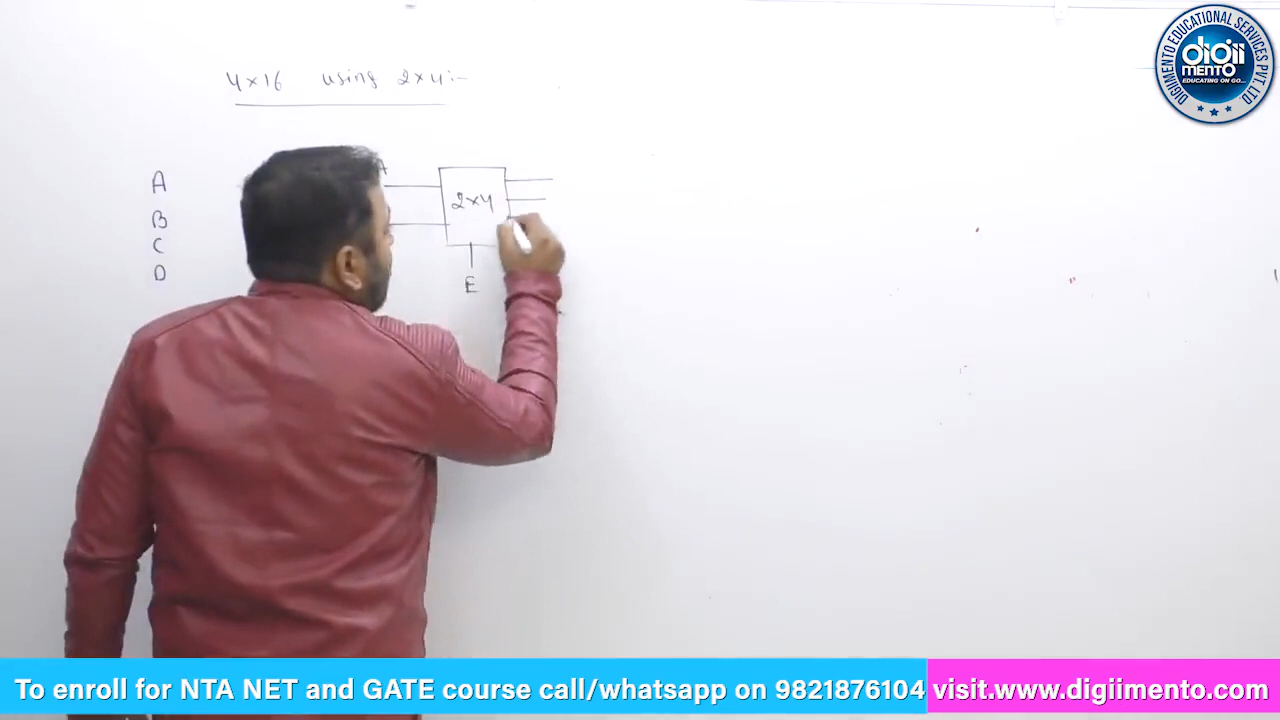 4×16 using 2×4:-
A
A
2×4
B
C
D
E
DIGIIMENTO EDUCATIONAL SERVICES PVT. LTD
digii
MENTO
EDUCATING ON GO...
To enroll for NTA NET and GATE course call/whatsapp on 9821876104 visit.www.digiimento.com